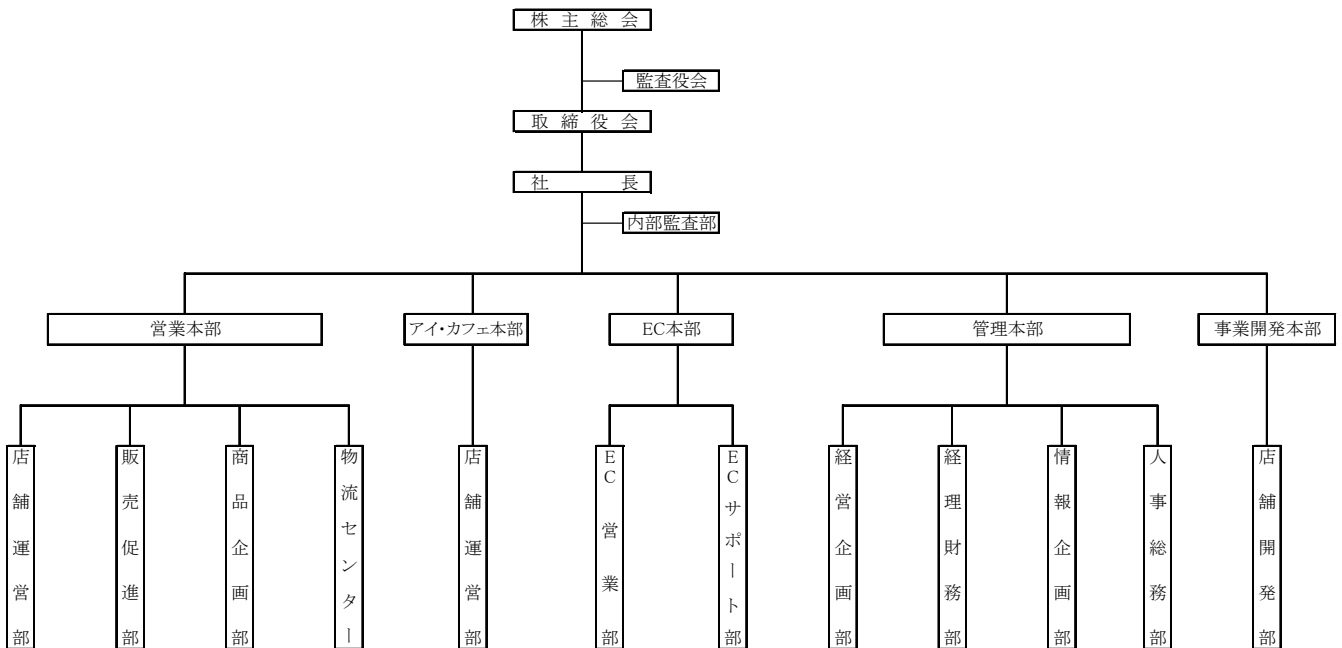 株主総会
監査役会
取締役会
社長
内部監査部
営業本部
アイ・カフェ本部
EC本部
管理本部
事業開発本部
店舗運営部
販売促進部
商品企画部
物流センター
店舗運営部
EC営業部
ECサポート部
経営企画部
経理財務部
情報企画部
人事総務部
店舗開発部